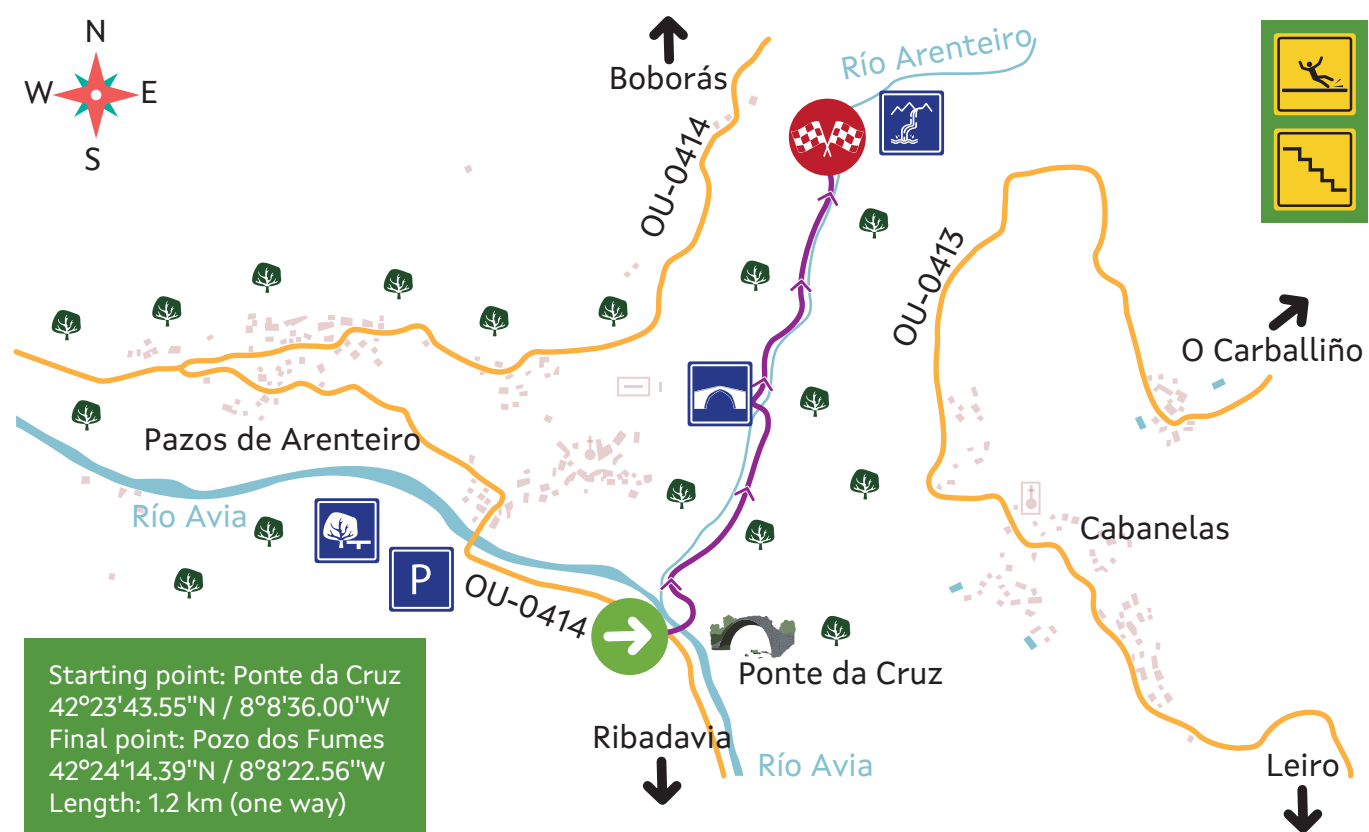 N
W E
S
Boborás
Río Arenteiro
OU-0414
OU-0413
O Carballiño
Pazos de Arenteiro
Río Avia
Cabanelas
P
OU-0414
Ponte da Cruz
Ribadavia
Río Avia
Leiro
Starting point: Ponte da Cruz
42°23'43.55"N / 8°8'36.00"W
Final point: Pozo dos Fumes
42°24'14.39"N / 8°8'22.56"W
Length: 1.2 km (one way)